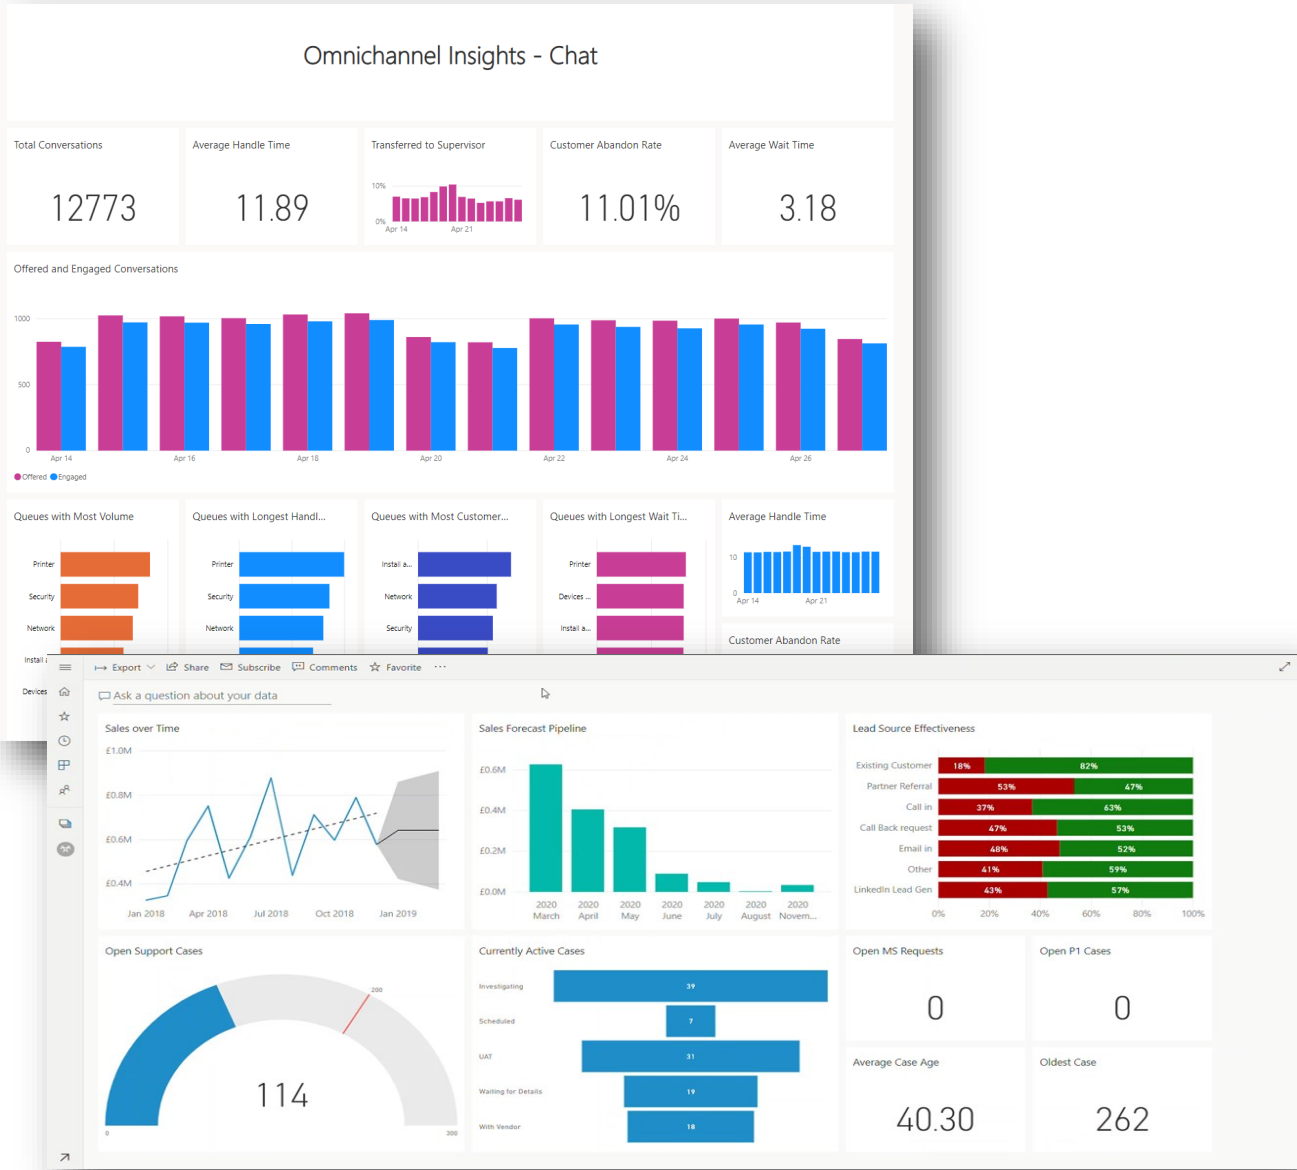 Omnichannel Insights - Chat
Total Conversations
12773
Average Handle Time
11.89
Transferred to Supervisor
10%
0%
Apr 14 Apr 21
Customer Abandon Rate
11.01%
Average Wait Time
3.18
Offered and Engaged Conversations
1000
500
0
Apr 14 Apr 16 Apr 18 Apr 20 Apr 22 Apr 24 Apr 26
Offered Engaged
Queues with Most Volume
Printer
Security
Network
Install
Devices
Queues with Longest Handl...
Printer
Security
Network
Queues with Most Customer...
Install a...
Network
Security
Queues with Longest Wait Ti...
Printer
Devices ...
Install a...
Average Handle Time
10
0
Apr 14 Apr 21
Customer Abandon Rate
Export Share Subscribe Comments Favorite ...
Ask a question about your data
Sales over Time
£1.0M
£0.8M
£0.6M
£0.4M
Jan 2018 Apr 2018 Jul 2018 Oct 2018 Jan 2019
Sales Forecast Pipeline
£0.6M
£0.4M
£0.2M
£0.0M
2020 2020 2020 2020 2020 2020 2020
March April May June July August Novem...
Lead Source Effectiveness
Existing Customer 18% 82%
Partner Referral 53% 47%
Call in 37% 63%
Call Back request 47% 53%
Email in 48% 52%
Other 41% 59%
LinkedIn Lead Gen 43% 57%
0% 20% 40% 60% 80% 100%
Open Support Cases
200
114
0 300
Currently Active Cases
Investigating 39
Scheduled 7
UAT 31
Waiting for Details 19
With Vendor 18
Open MS Requests
0
Open P1 Cases
0
Average Case Age
40.30
Oldest Case
262